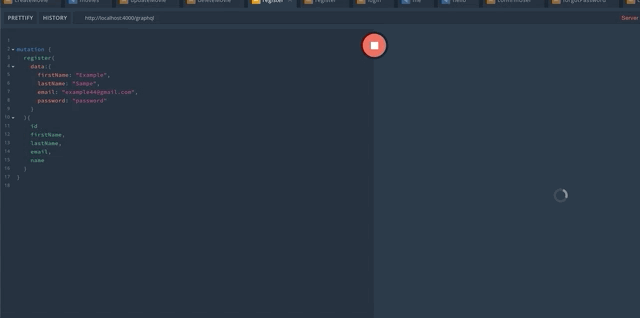 register
PRETTIFY HISTORY http://localhost:4000/graphql Server
1
2 mutation {
3 register(
4 data:{
5 firstName: "Example",
6 lastName: "Sampe",
7 email: "example44@gmail.com",
8 password: "password"
9 }
10 ){
11 id
12 firstName,
13 lastName,
14 email,
15 name
16 }
17 }
18